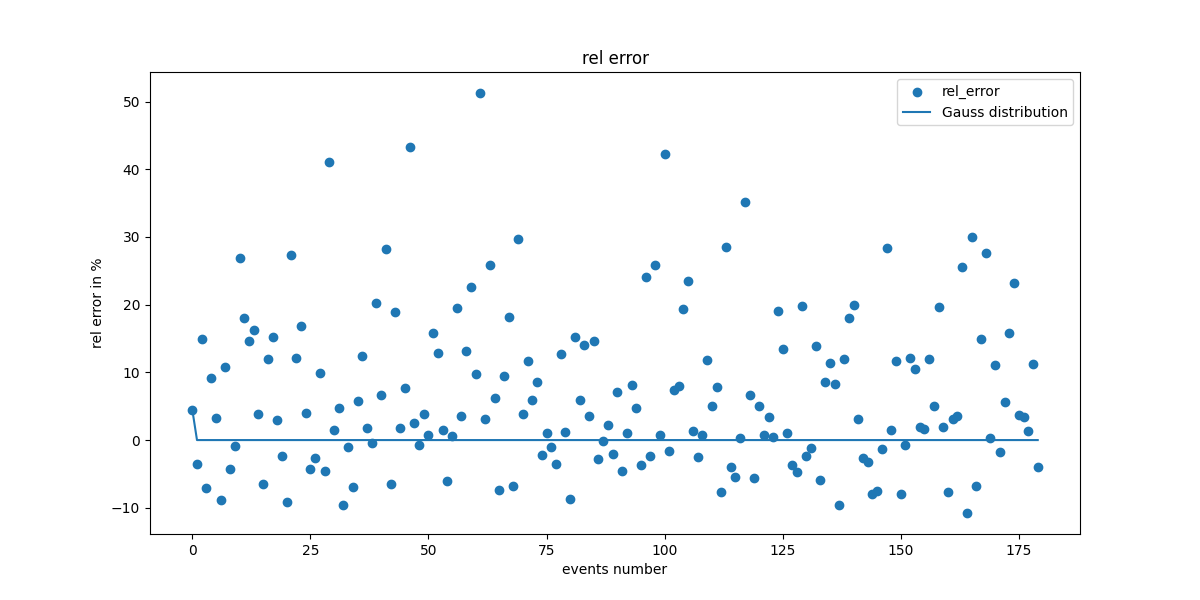 rel error
rel_error
Gauss distribution
rel error in %
50
40
30
20
10
0
−10
0 25 50 75 100 125 150 175
events number